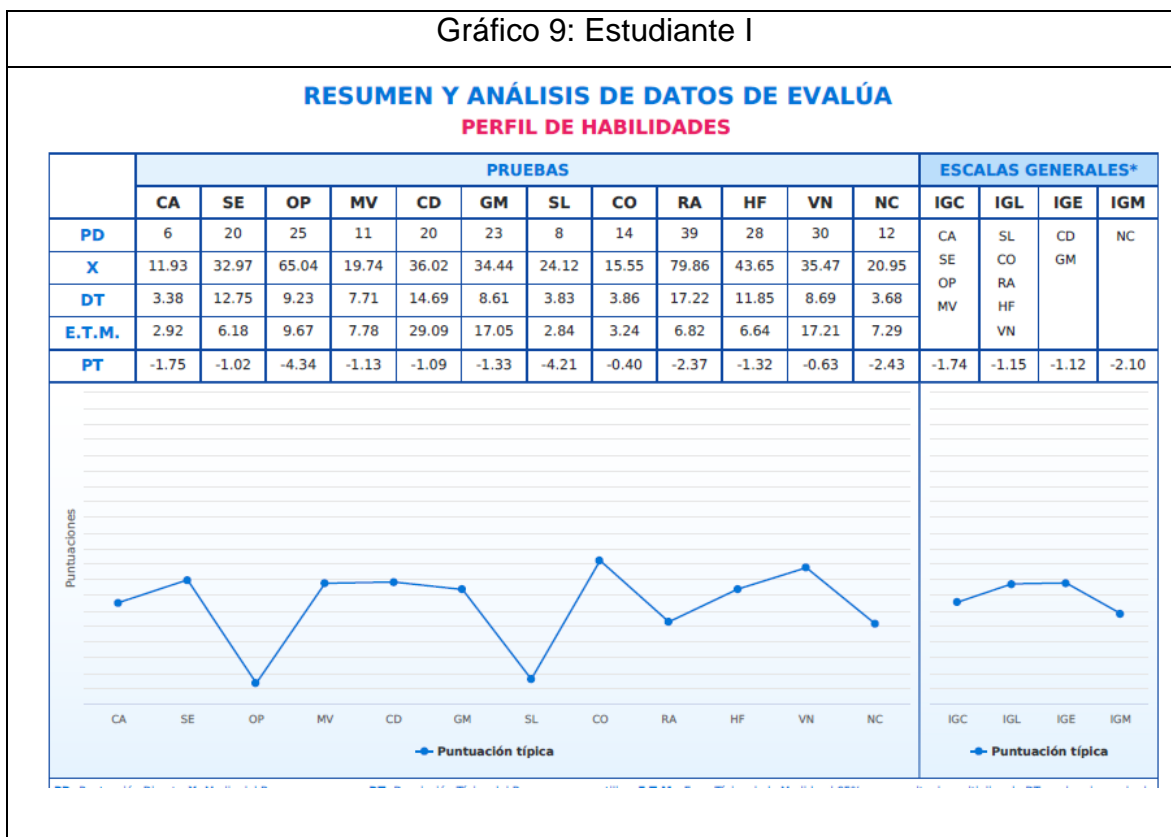 Gráfico 9: Estudiante I
RESUMEN Y ANÁLISIS DE DATOS DE EVALÚA
PERFIL DE HABILIDADES
PRUEBAS ESCALAS GENERALES*
CA SE OP MV CD GM SL CO RA HF VN NC IGC IGL IGE IGM
PD 6 20 25 11 20 23 8 14 39 28 30 12 CA SL CD NC
SE CO GM
X 11.93 32.97 65.04 19.74 36.02 34.44 24.12 15.55 79.86 43.65 35.47 20.95
OP RA
DT 3.38 12.75 9.23 7.71 14.69 8.61 3.83 3.86 17.22 11.85 8.69 3.68
MV HF
E.T.M. 2.92 6.18 9.67 7.78 29.09 17.05 2.84 3.24 6.82 6.64 17.21 7.29 VN
PT -1.75 -1.02 -4.34 -1.13 -1.09 -1.33 -4.21 -0.40 -2.37 -1.32 -0.63 -2.43 -1.74 -1.15 -1.12 -2.10
Puntuaciones
CA SE OP MV CD GM SL CO RA HF VN NC IGC IGL IGE IGM
Puntuación típica Puntuación típica